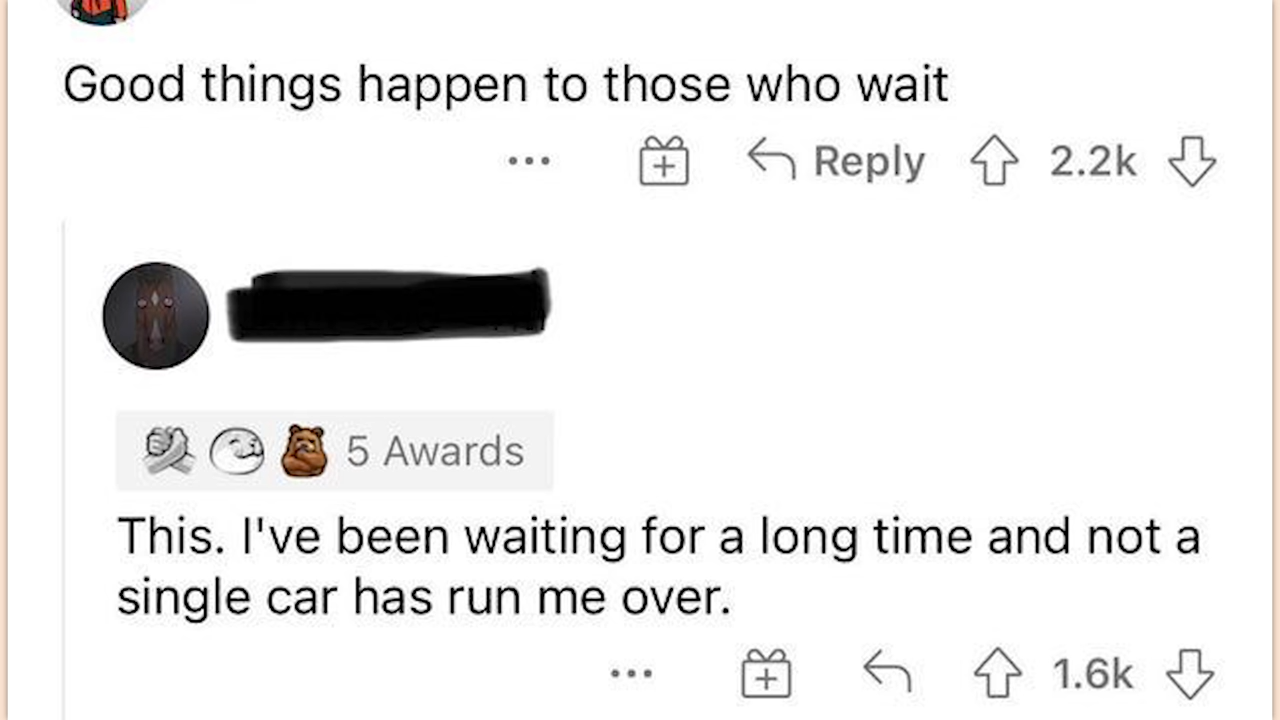 Good things happen to those who wait
Reply 2.2k
5 Awards
This. I've been waiting for a long time and not a
single car has run me over.
1.6k